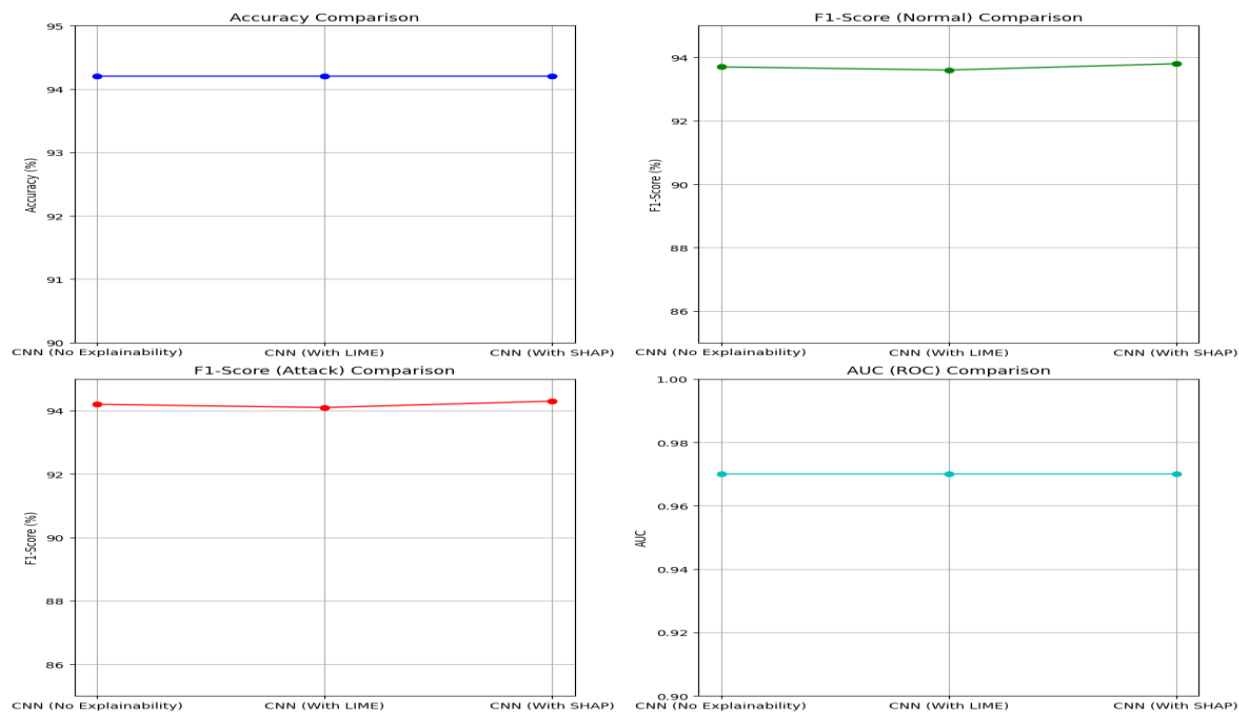 Accuracy Comparison
95
94
93
92
91
90
Accuracy (%)
CNN (No Explainability)
CNN (With LIME)
CNN (With SHAP)
F1-Score (Normal) Comparison
94
92
90
88
86
F1-Score (%)
CNN (No Explainability)
CNN (With LIME)
CNN (With SHAP)
F1-Score (Attack) Comparison
94
92
90
88
86
F1-Score (%)
CNN (No Explainability)
CNN (With LIME)
CNN (With SHAP)
AUC (ROC) Comparison
1.00
0.98
0.96
0.94
0.92
0.90
AUC
CNN (No Explainability)
CNN (With LIME)
CNN (With SHAP)